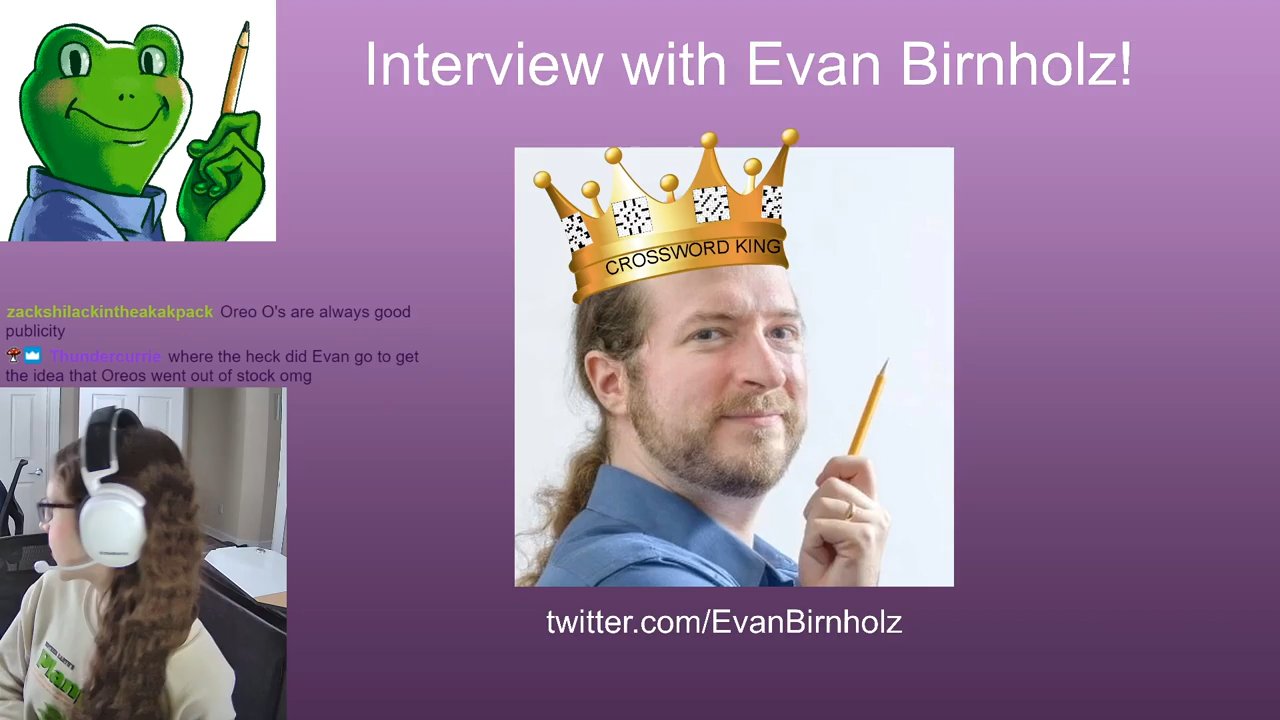 Interview with Evan Birnholz!
CROSSWORD KING
zackshilackintheakakpack Oreo O's are always good
publicity
Thundercurrie where the heck did Evan go to get
the idea that Oreos went out of stock omg
twitter.com/EvanBirnholz